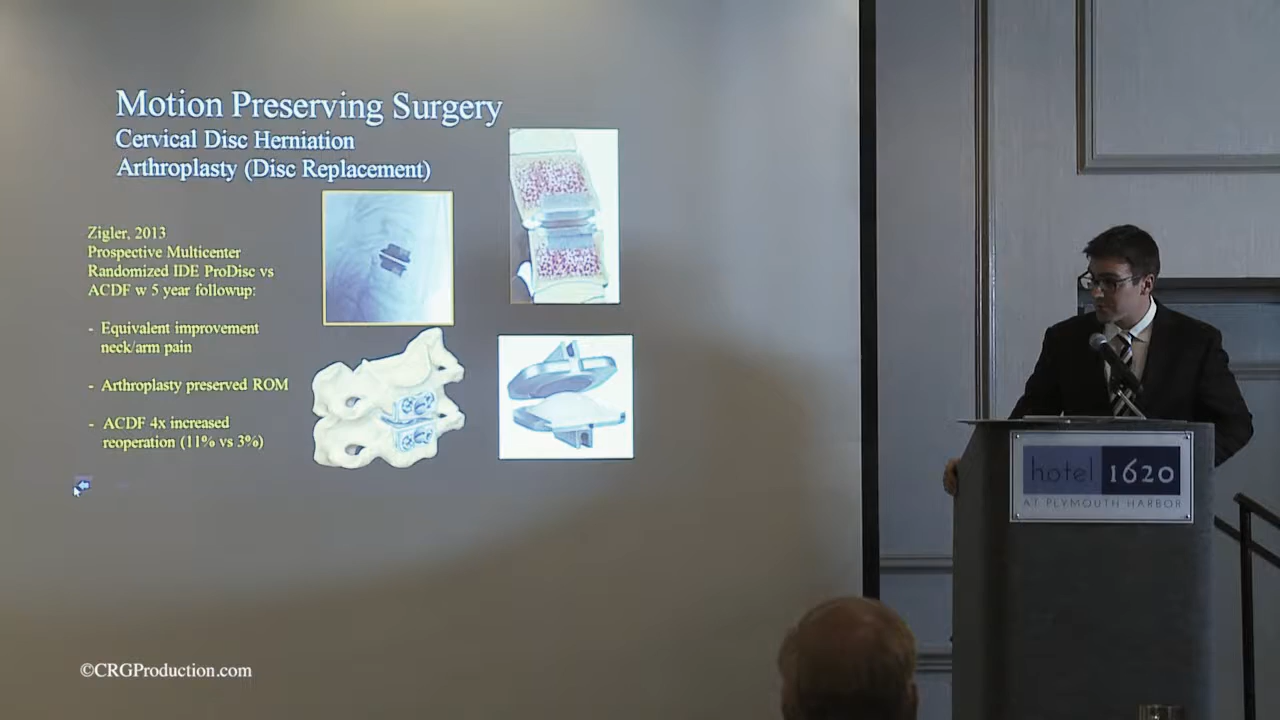 Motion Preserving Surgery
Cervical Disc Herniation
Arthroplasty (Disc Replacement)
Zigler, 2013
Prospective Multicenter
Randomized IDE ProDisc vs
ACDF w 5 year followup:
- Equivalent improvement
neck/arm pain
- Arthroplasty preserved ROM
- ACDF 4x increased
reoperation (11% vs 3%)
hotel 1620
AT PLYMOUTH HARBOR
©CRGProduction.com